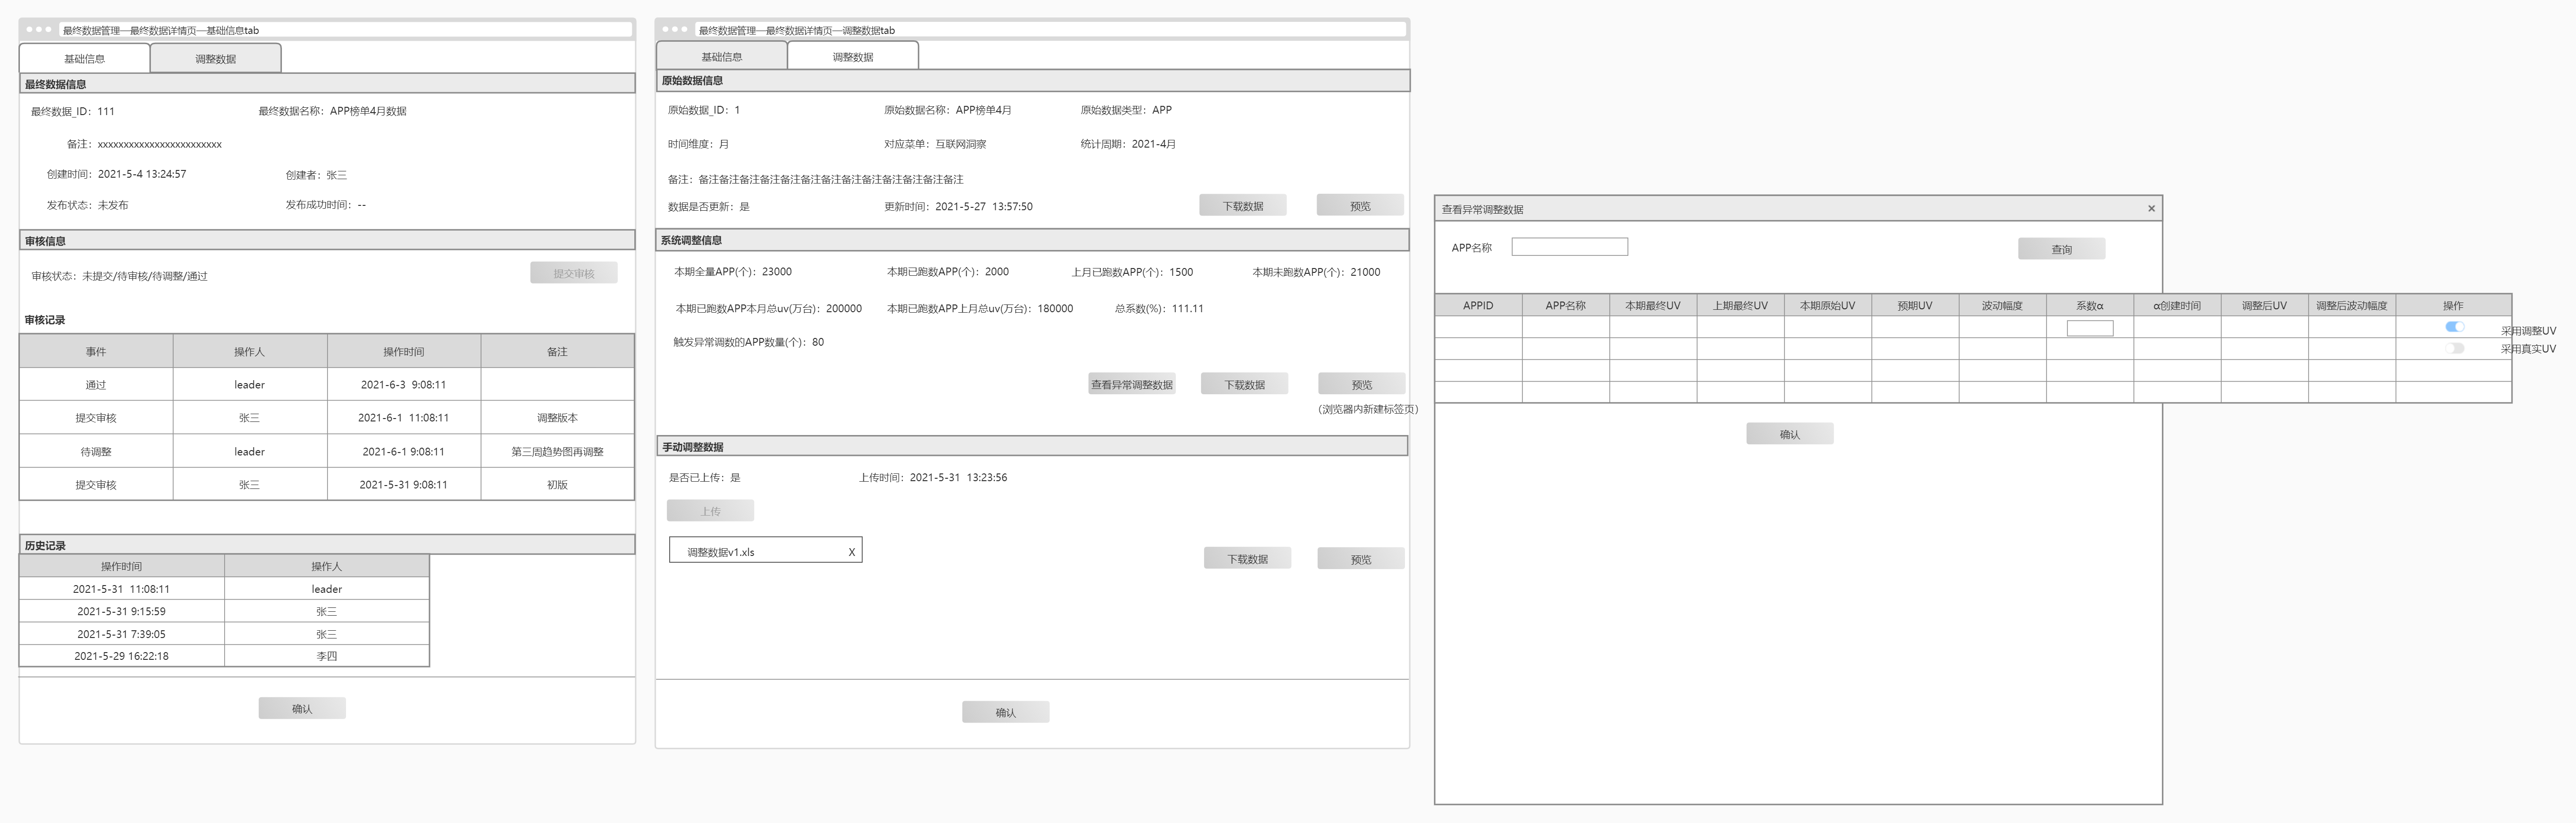 最终数据管理—最终数据详情页—基础信息tab
基础信息 调整数据
最终数据信息
最终数据_ID：111 最终数据名称：APP榜单4月数据
备注：xxxxxxxxxxxxxxxxxxxxxxxx
创建时间：2021-5-4 13:24:57 创建者：张三
发布状态：未发布 发布成功时间：--
审核信息
审核状态：未提交/待审核/待调整/通过 提交审核
审核记录
事件 操作人 操作时间 备注
通过 leader 2021-6-3 9:08:11
提交审核 张三 2021-6-1 11:08:11 调整版本
待调整 leader 2021-6-1 9:08:11 第三周趋势图再调整
提交审核 张三 2021-5-31 9:08:11 初版
历史记录
操作时间 操作人
2021-5-31 11:08:11 leader
2021-5-31 9:15:59 张三
2021-5-31 7:39:05 张三
2021-5-29 16:22:18 李四
确认
最终数据管理—最终数据详情页—调整数据tab
基础信息 调整数据
原始数据信息
原始数据_ID：1 原始数据名称：APP榜单4月 原始数据类型：APP
时间维度：月 对应菜单：互联网洞察 统计周期：2021-4月
备注：备注备注备注备注备注备注备注备注备注备注备注备注备注
数据是否更新：是 更新时间：2021-5-27 13:57:50 下载数据 预览
系统调整信息
本期全量APP(个)：23000 本期已跑数APP(个)：2000 上月已跑数APP(个)：1500 本期未跑数APP(个)：21000
本期已跑数APP本月总uv(万台)：200000 本期已跑数APP上月总uv(万台)：180000 总系数(%)：111.11
触发异常调数的APP数量(个)：80
查看异常调整数据 下载数据 预览
(浏览器内新建标签页)
手动调整数据
是否已上传：是 上传时间：2021-5-31 13:23:56
上传
调整数据v1.xls X 下载数据 预览
确认
查看异常调整数据 ×
APP名称 查询
APPID APP名称 本期最终UV 上期最终UV 本期原始UV 预期UV 波动幅度 系数α α创建时间 调整后UV 调整后波动幅度 操作
采用调整UV
采用真实UV
确认